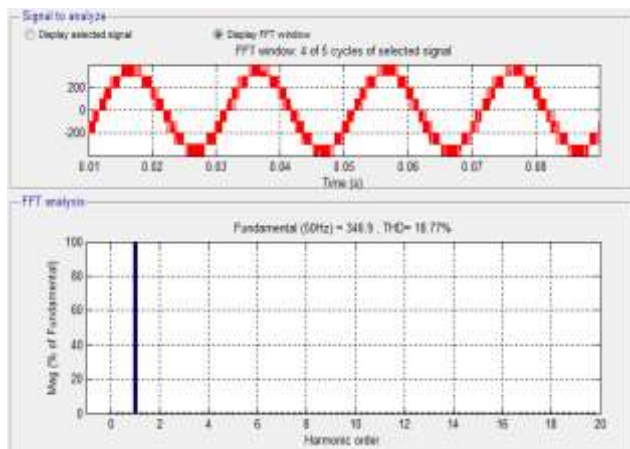 Signal to analyze
Display selected signal Display FFT window
FFT window: 4 of 5 cycles of selected signal
200
0
-200
0.01 0.02 0.03 0.04 0.05 0.06 0.07 0.08
Time (s)
FFT analysis
Fundamental (50Hz) = 346.9 , THD= 18.77%
Mag (% of Fundamental)
100
80
60
40
20
0
0 2 4 6 8 10 12 14 16 18 20
Harmonic order